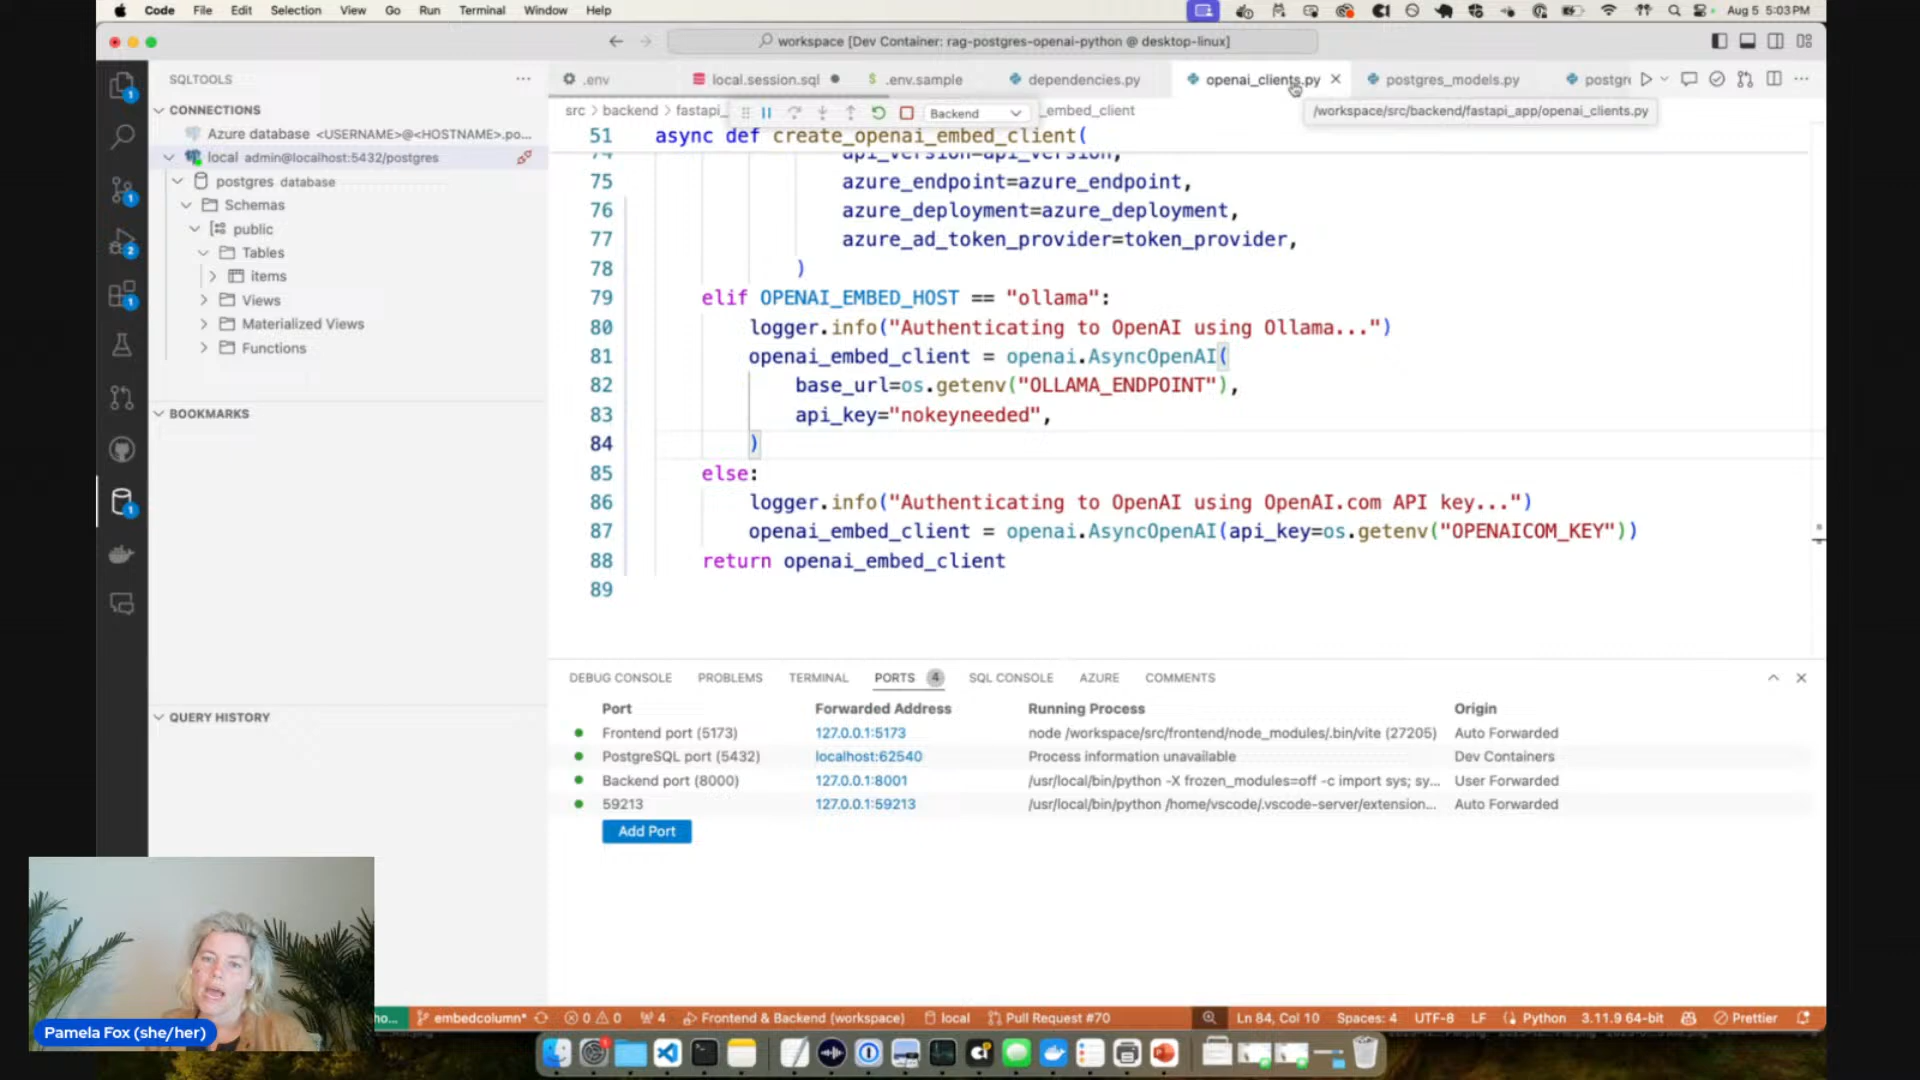 Code File Edit Selection View Go Run Terminal Window Help
Aug 5 5:03 PM
workspace [Dev Container: rag-postgres-openai-python @ desktop-linux]
SQLTOOLS
.env
local.session.sql
.env.sample
dependencies.py
openai_clients.py
postgres_models.py
postgr
CONNECTIONS
Azure database <USERNAME>@<HOSTNAME>.po...
local admin@localhost:5432/postgres
postgres database
Schemas
public
Tables
items
Views
Materialized Views
Functions
BOOKMARKS
QUERY HISTORY
src > backend > fastapi_
Backend
_embed_client
/workspace/src/backend/fastapi_app/openai_clients.py
51 async def create_openai_embed_client(
74 api_version=api_version,
75 azure_endpoint=azure_endpoint,
76 azure_deployment=azure_deployment,
77 azure_ad_token_provider=token_provider,
78 )
79 elif OPENAI_EMBED_HOST == "ollama":
80 logger.info("Authenticating to OpenAI using Ollama...")
81 openai_embed_client = openai.AsyncOpenAI(
82 base_url=os.getenv("OLLAMA_ENDPOINT"),
83 api_key="nokeyneeded",
84 )
85 else:
86 logger.info("Authenticating to OpenAI using OpenAI.com API key...")
87 openai_embed_client = openai.AsyncOpenAI(api_key=os.getenv("OPENAICOM_KEY"))
88 return openai_embed_client
89
DEBUG CONSOLE PROBLEMS TERMINAL PORTS 4 SQL CONSOLE AZURE COMMENTS
Port Forwarded Address Running Process Origin
Frontend port (5173) 127.0.0.1:5173 node /workspace/src/frontend/node_modules/.bin/vite (27205) Auto Forwarded
PostgreSQL port (5432) localhost:62540 Process information unavailable Dev Containers
Backend port (8000) 127.0.0.1:8001 /usr/local/bin/python -X frozen_modules=off -c import sys; sy... User Forwarded
59213 127.0.0.1:59213 /usr/local/bin/python /home/vscode/.vscode-server/extension... Auto Forwarded
Add Port
ho... embedcolumn* 0 0 4 Frontend & Backend (workspace) local Pull Request #70 Ln 84, Col 10 Spaces: 4 UTF-8 LF Python 3.11.9 64-bit Prettier
Pamela Fox (she/her)